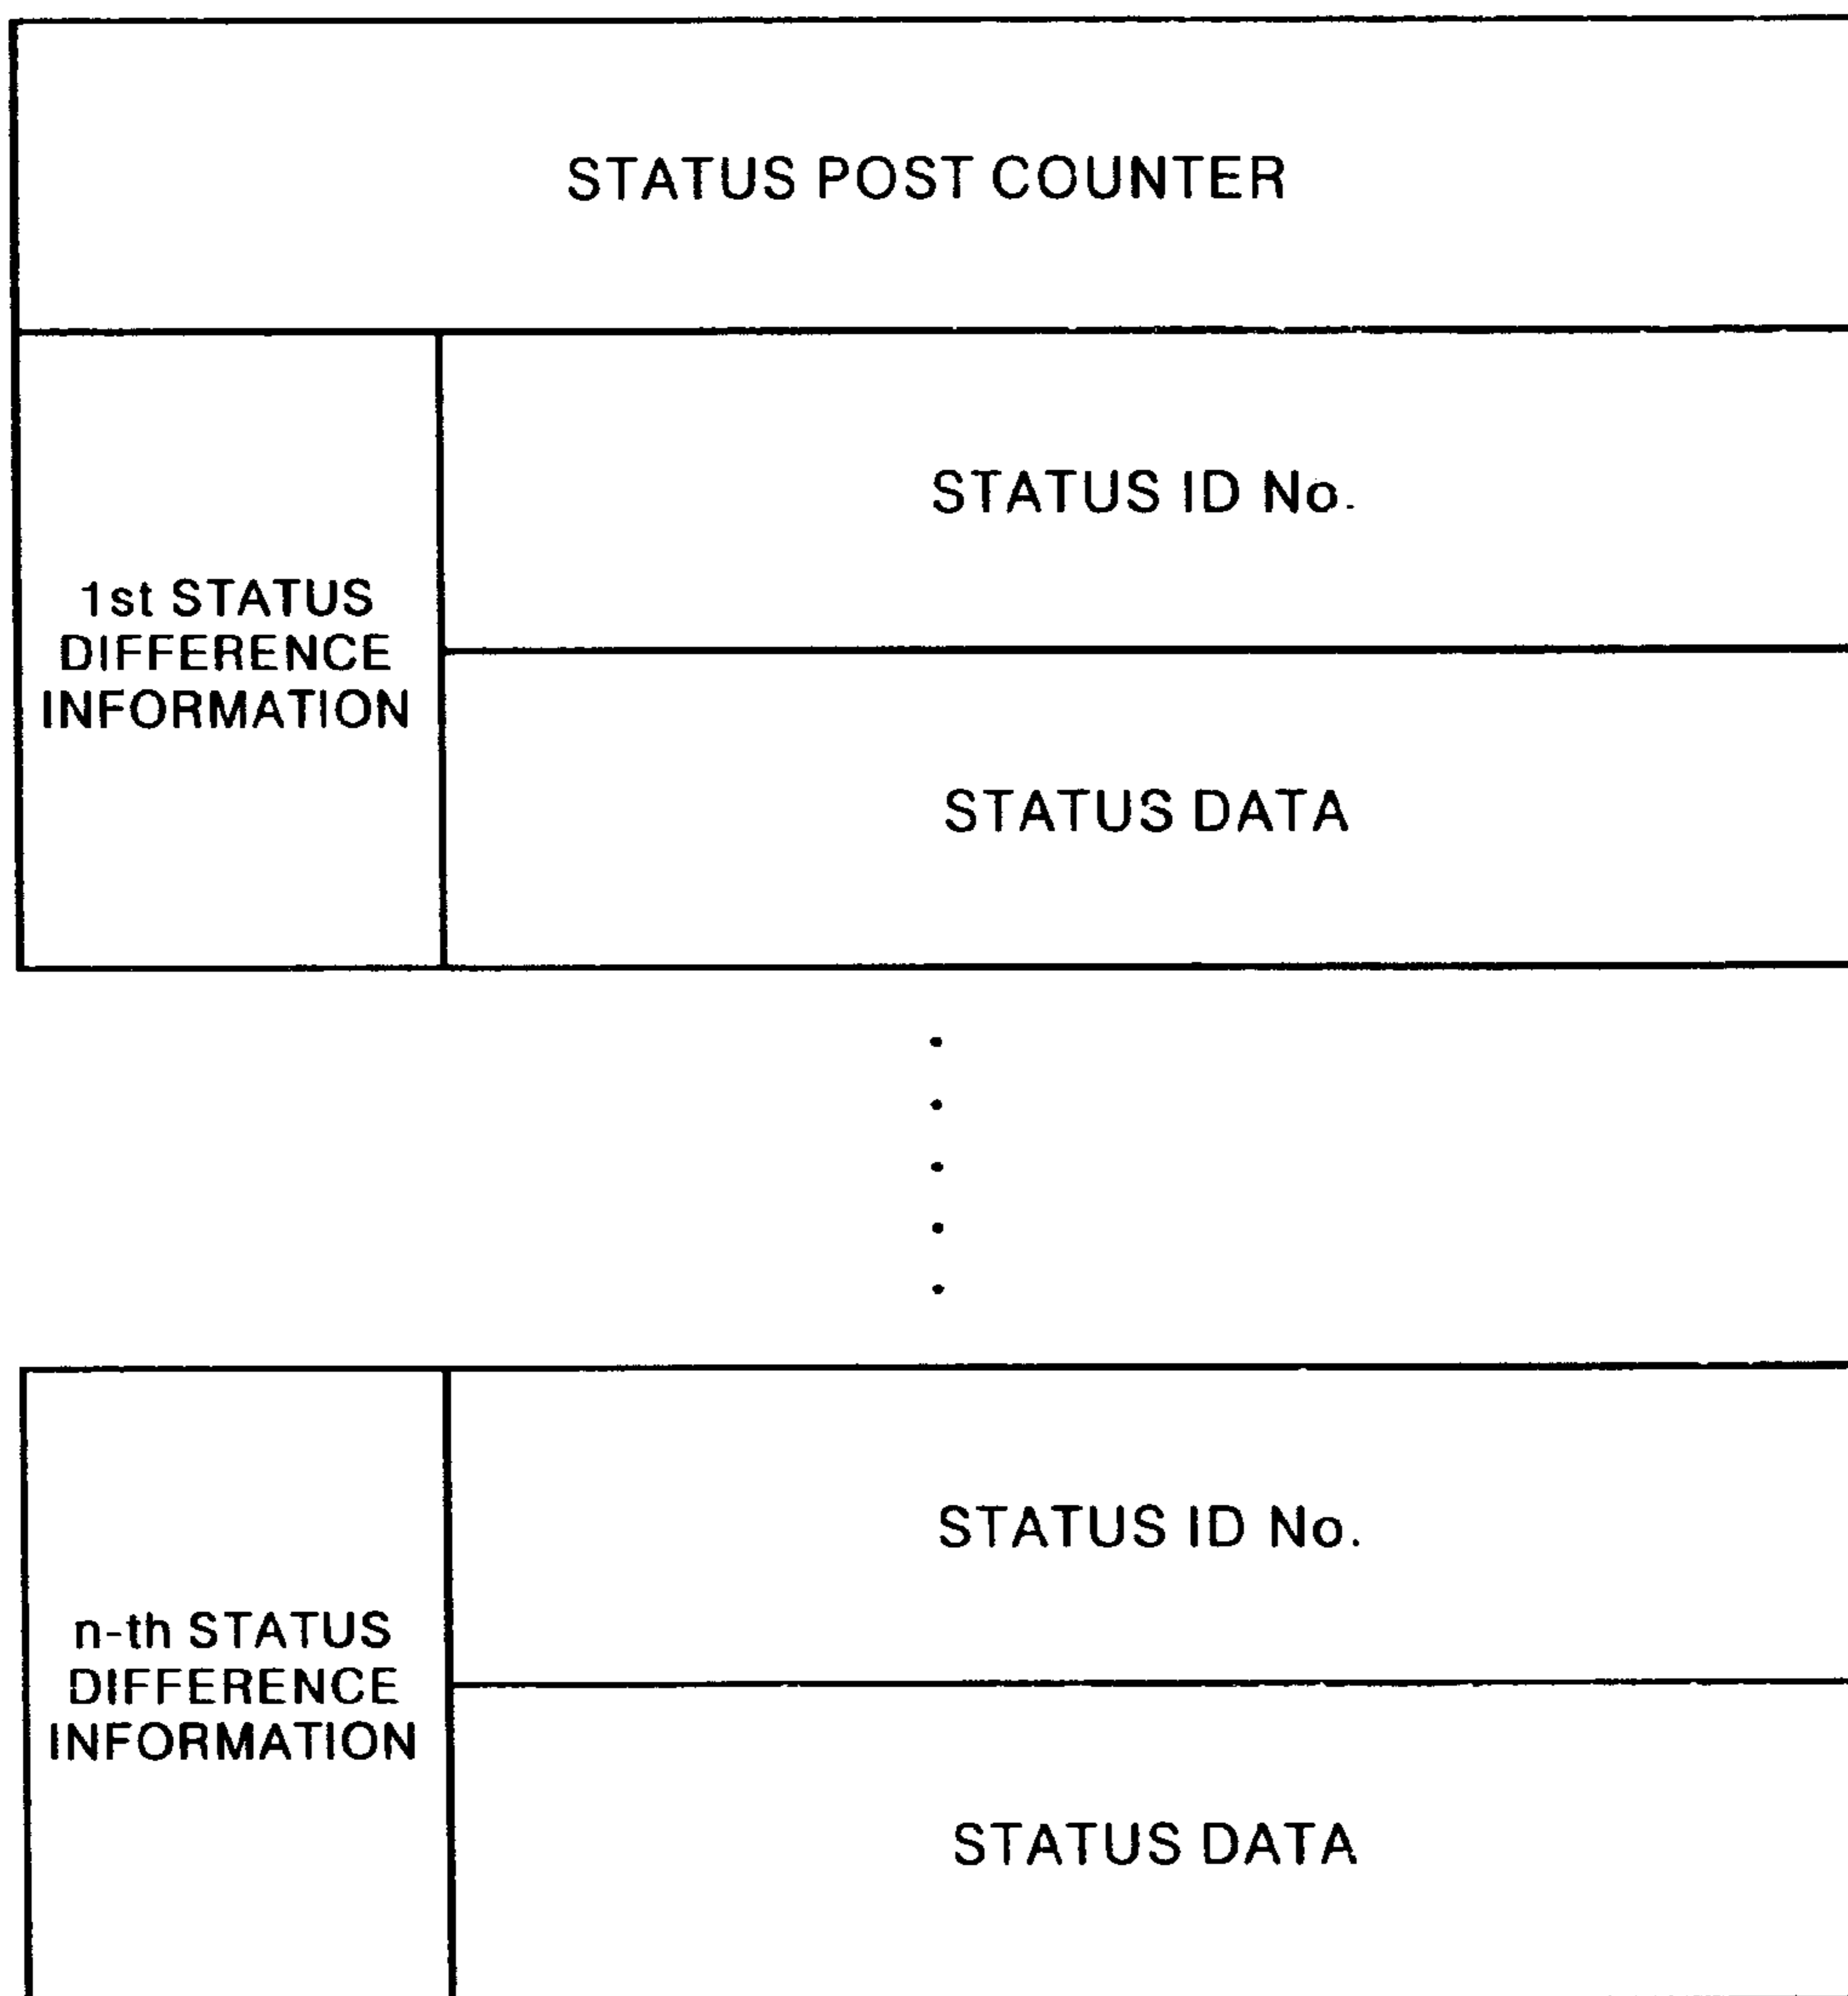 STATUS POST COUNTER
STATUS ID No.
1st STATUS
DIFFERENCE
INFORMATION
STATUS DATA
n-th STATUS
DIFFERENCE
INFORMATION
STATUS ID No.
STATUS DATA